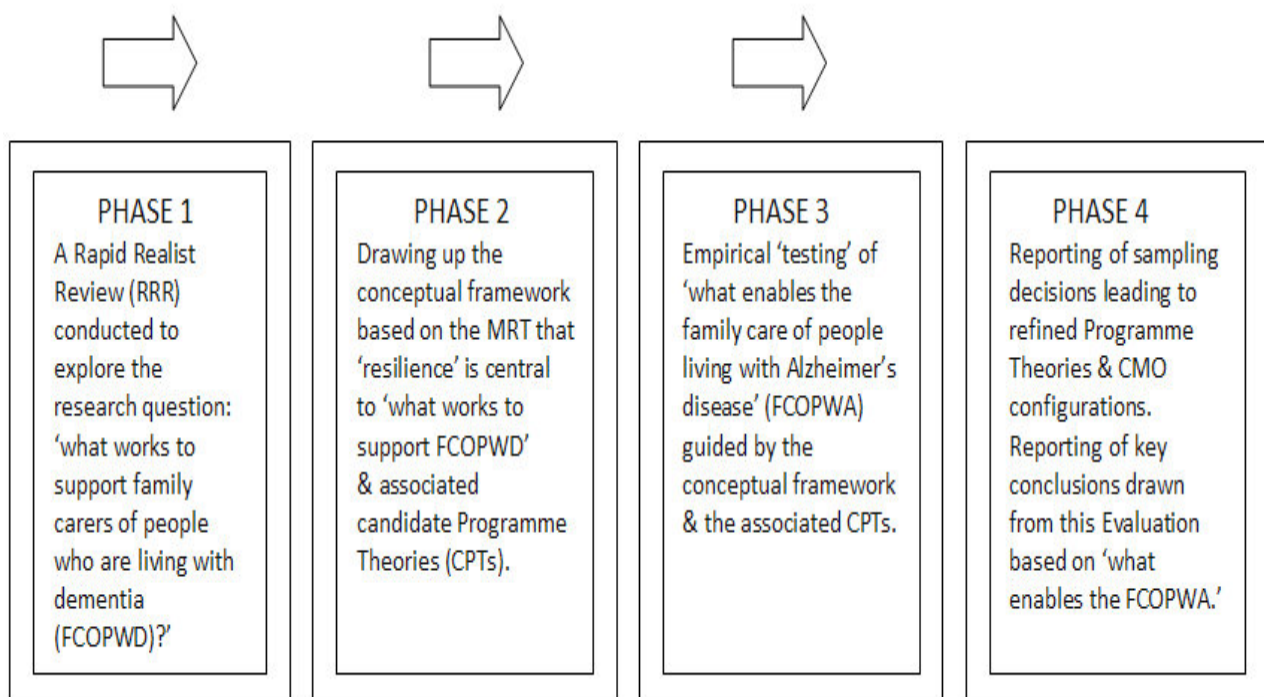 PHASE 1
A Rapid Realist
Review (RRR)
conducted to
explore the
research question:
‘what works to
support family
carers of people
who are living with
dementia
(FCOPWD)?’
PHASE 2
Drawing up the
conceptual framework
based on the MRT that
‘resilience’ is central
to ‘what works to
support FCOPWD’
& associated
candidate Programme
Theories (CPTs).
PHASE 3
Empirical ‘testing’ of
‘what enables the
family care of people
living with Alzheimer’s
disease’ (FCOPWA)
guided by the
conceptual framework
& the associated CPTs.
PHASE 4
Reporting of sampling
decisions leading to
refined Programme
Theories & CMO
configurations.
Reporting of key
conclusions drawn
from this Evaluation
based on ‘what
enables the FCOPWA.’